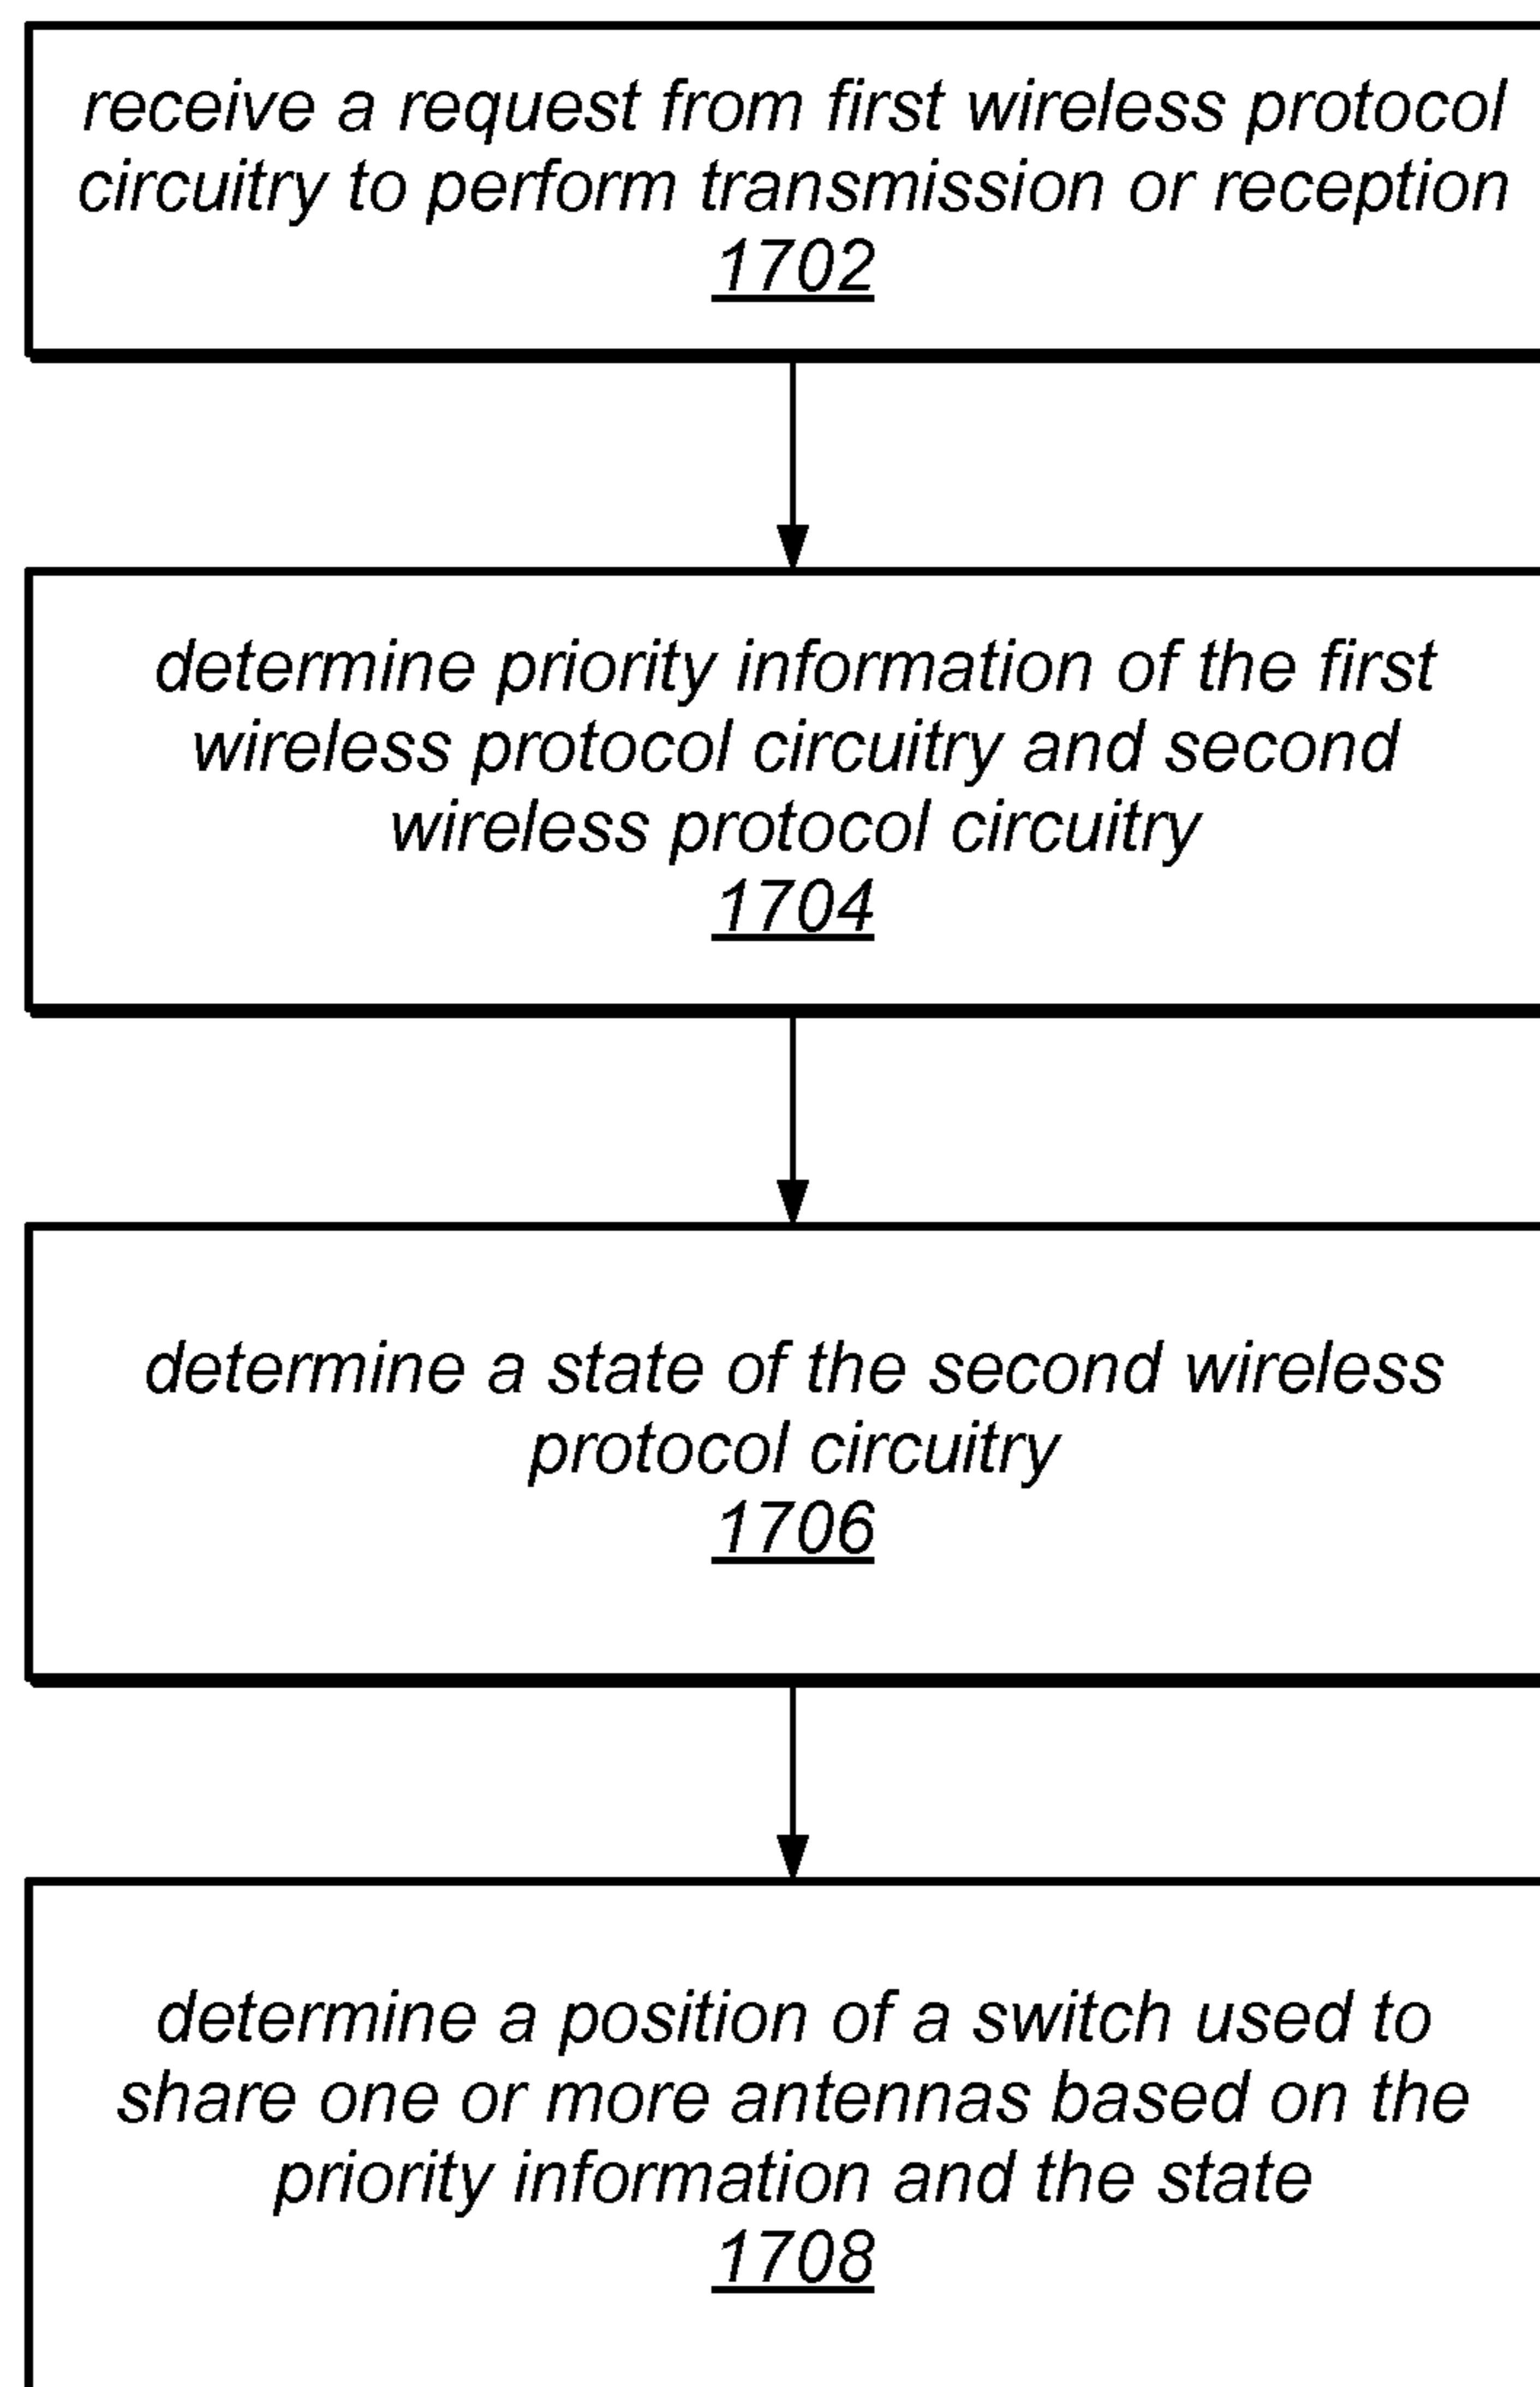 receive a request from first wireless protocol
circuitry to perform transmission or reception
1702
determine priority information of the first
wireless protocol circuitry and second
wireless protocol circuitry
1704
determine a state of the second wireless
protocol circuitry
1706
determine a position of a switch used to
share one or more antennas based on the
priority information and the state
1708